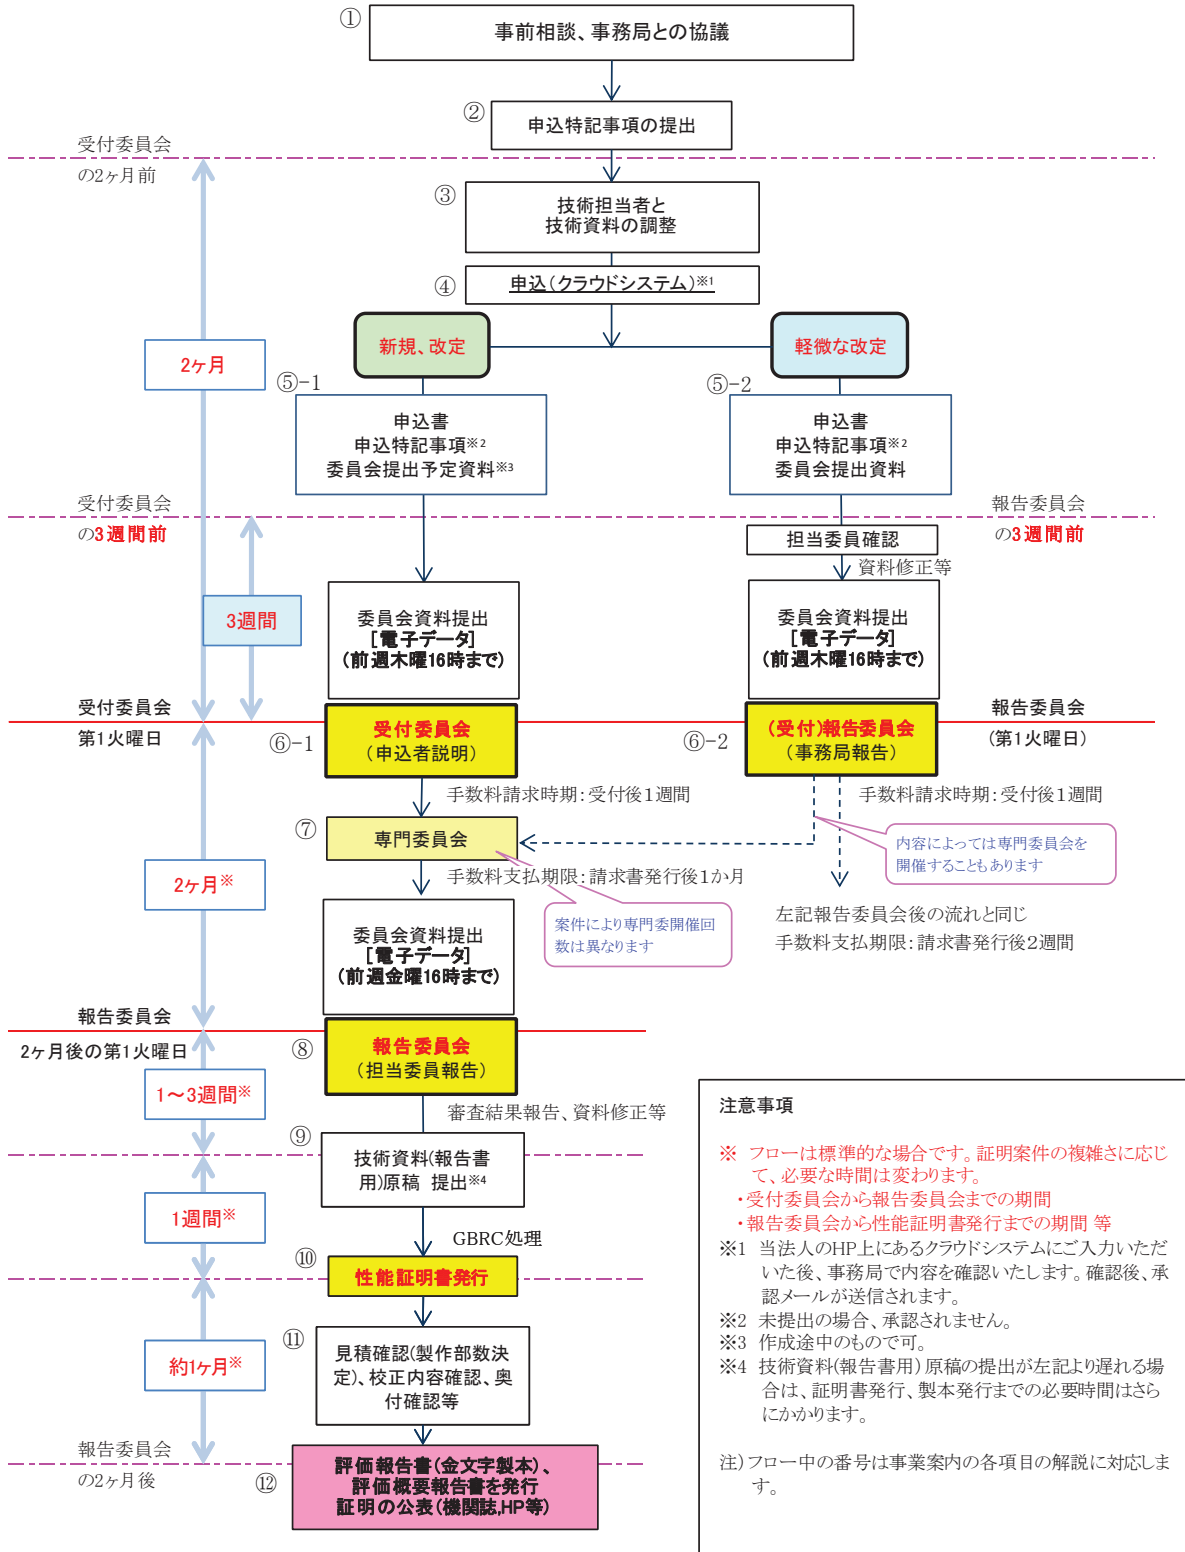 ①
事前相談、事務局との協議
②
申込特記事項の提出
受付委員会
の2ヶ月前
③
技術担当者と
技術資料の調整
④
申込(クラウドシステム)※1
新規、改定
軽微な改定
2ヶ月
⑤-1
申込書
申込特記事項※2
委員会提出予定資料※3
⑤-2
申込書
申込特記事項※2
委員会提出資料
受付委員会
の3週間前
報告委員会
の3週間前
担当委員確認
資料修正等
3週間
委員会資料提出
[電子データ]
(前週木曜16時まで)
委員会資料提出
[電子データ]
(前週木曜16時まで)
受付委員会
第1火曜日
⑥-1
受付委員会
(申込者説明)
⑥-2
(受付)報告委員会
(事務局報告)
報告委員会
(第1火曜日)
手数料請求時期:受付後1週間
手数料請求時期:受付後1週間
⑦
専門委員会
内容によっては専門委員会を
開催することもあります
2ヶ月※
手数料支払期限:請求書発行後1か月
案件により専門委開催回
数は異なります
左記報告委員会後の流れと同じ
手数料支払期限:請求書発行後2週間
委員会資料提出
[電子データ]
(前週金曜16時まで)
報告委員会
2ヶ月後の第1火曜日
⑧
報告委員会
(担当委員報告)
1~3週間※
審査結果報告、資料修正等
⑨
技術資料(報告書
用)原稿 提出※4
1週間※
GBRC処理
⑩
性能証明書発行
⑪
見積確認(製作部数決
定)、校正内容確認、奥
付確認等
約1ヶ月※
報告委員会
の2ヶ月後
⑫
評価報告書(金文字製本)、
評価概要報告書を発行
証明の公表(機関誌,HP等)
注意事項
※ フローは標準的な場合です。証明案件の複雑さに応じ
て、必要な時間は変わります。
・受付委員会から報告委員会までの期間
・報告委員会から性能証明書発行までの期間 等
※1 当法人のHP上にあるクラウドシステムにご入力いただ
いた後、事務局で内容を確認いたします。確認後、承
認メールが送信されます。
※2 未提出の場合、承認されません。
※3 作成途中のもので可。
※4 技術資料(報告書用)原稿の提出が左記より遅れる場
合は、証明書発行、製本発行までの必要時間はさら
にかかります。
注)フロー中の番号は事業案内の各項目の解説に対応しま
す。